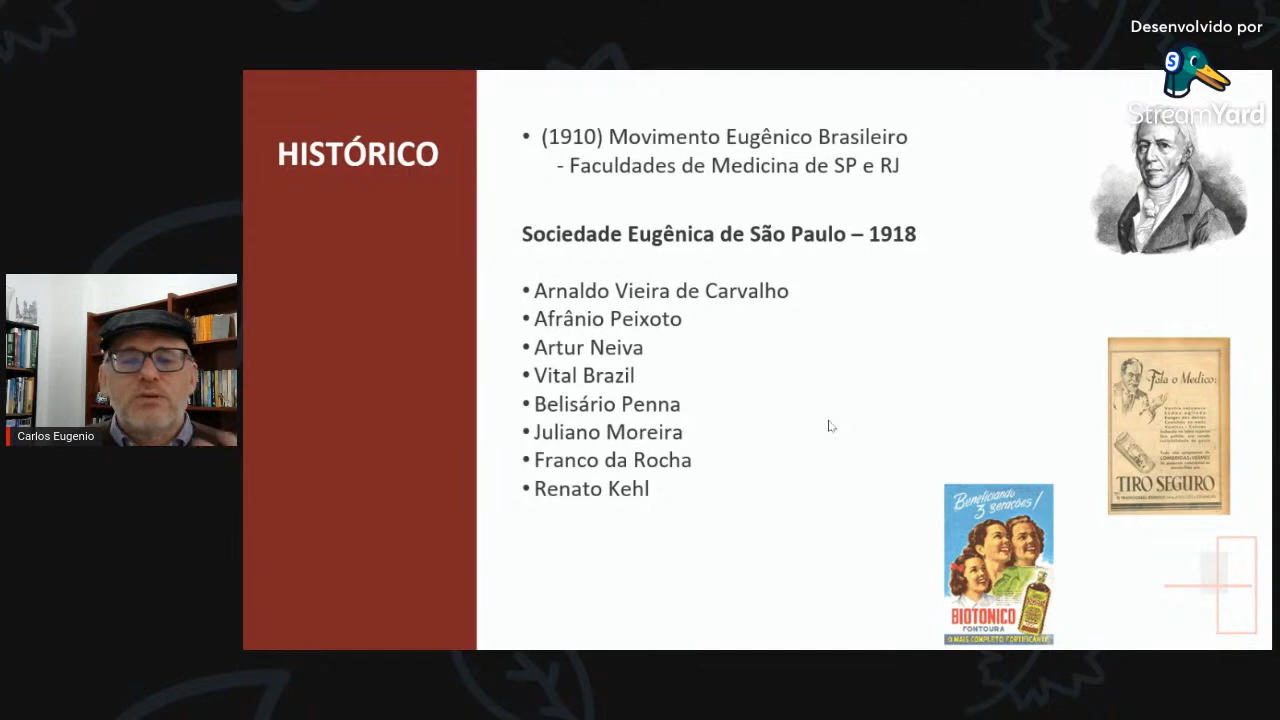 Desenvolvido por
StreamYard
HISTÓRICO
• (1910) Movimento Eugênico Brasileiro
- Faculdades de Medicina de SP e RJ
Sociedade Eugênica de São Paulo – 1918
• Arnaldo Vieira de Carvalho
• Afrânio Peixoto
• Artur Neiva
• Vital Brazil
• Belisário Penna
• Juliano Moreira
• Franco da Rocha
• Renato Kehl
Carlos Eugenio
Fala o Medico:
TIRO SEGURO
Beneficiando
3 gerações!
BIOTONICO
FONTOURA
O MAIS COMPLETO FORTIFICANTE